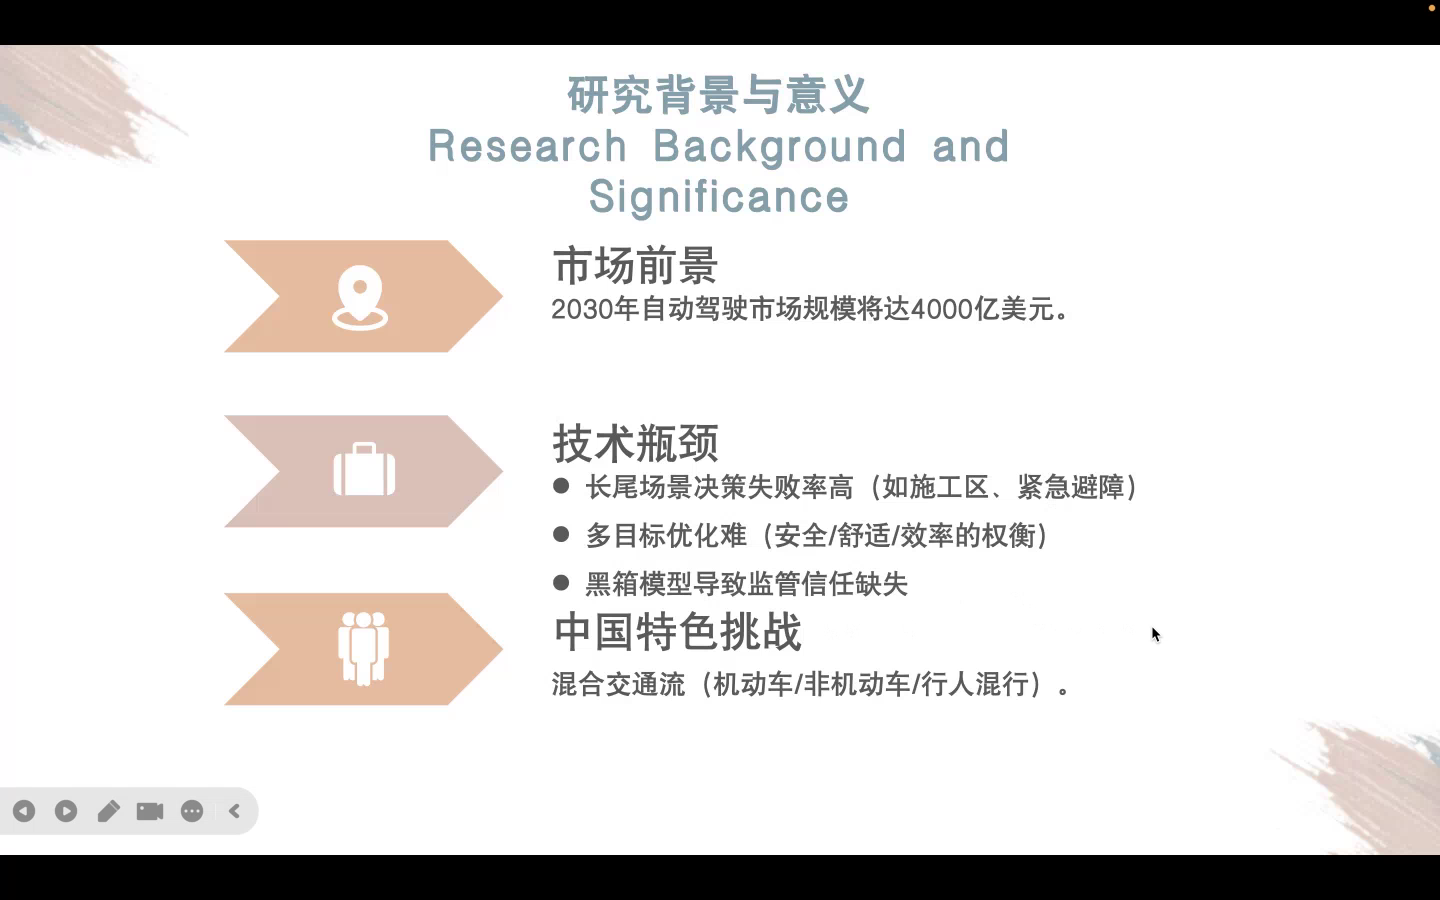 研究背景与意义
Research Background and
Significance
市场前景
2030年自动驾驶市场规模将达4000亿美元。
技术瓶颈
● 长尾场景决策失败率高（如施工区、紧急避障）
● 多目标优化难（安全/舒适/效率的权衡）
● 黑箱模型导致监管信任缺失
中国特色挑战
混合交通流（机动车/非机动车/行人混行）。